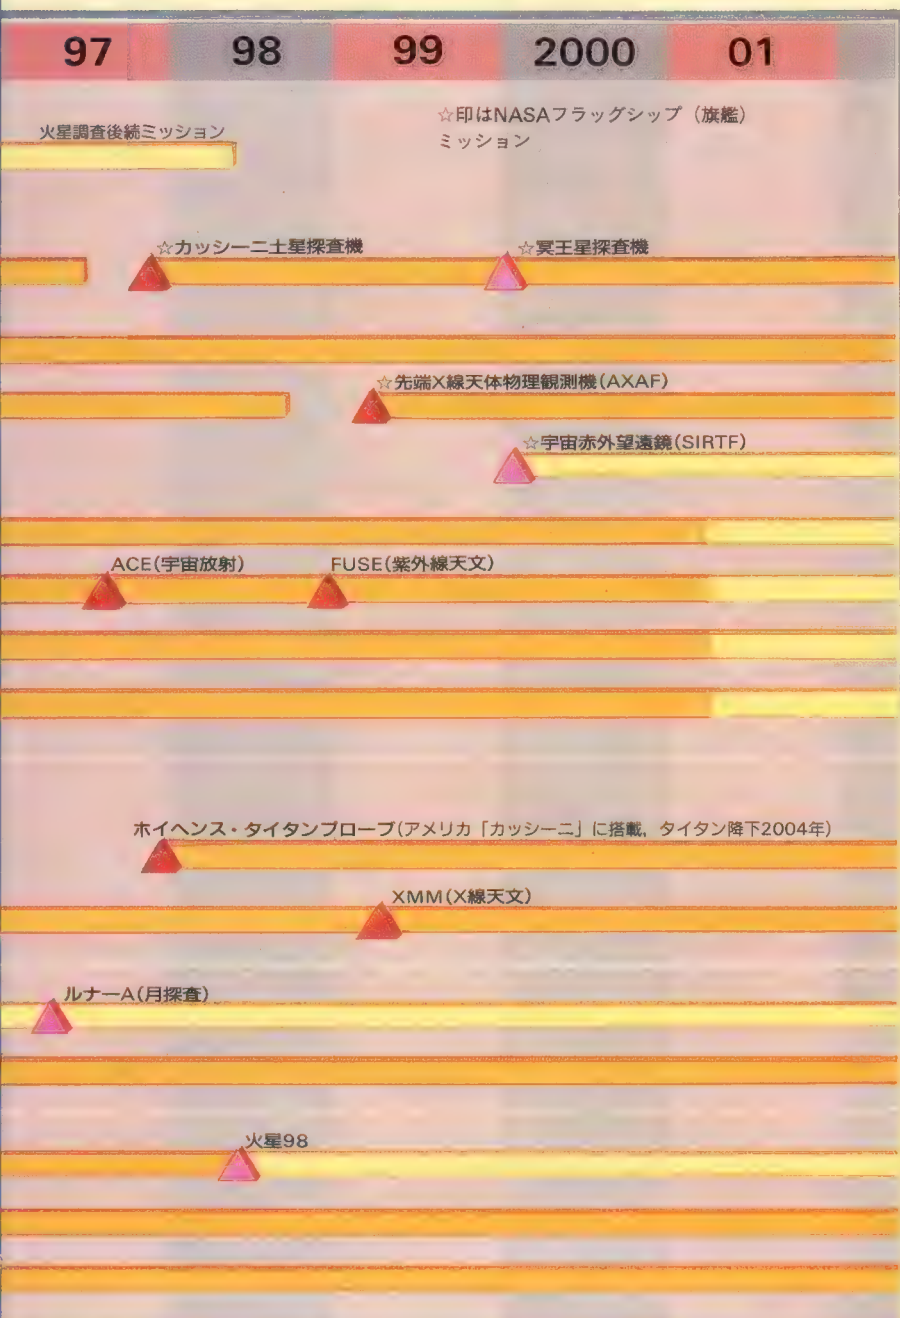 97 98 99 2000 01
☆印はNASAフラッグシップ（旗艦）
ミッション
火星調査後続ミッション
☆カッシーニ土星探査機 ☆冥王星探査機
☆先端X線天体物理観測機(AXAF)
☆宇宙赤外望遠鏡(SIRTF)
ACE(宇宙放射) FUSE(紫外線天文)
ホイヘンス・タイタンプローブ(アメリカ「カッシーニ」に搭載，タイタン降下2004年)
XMM(X線天文)
ルナーA(月探査)
火星98